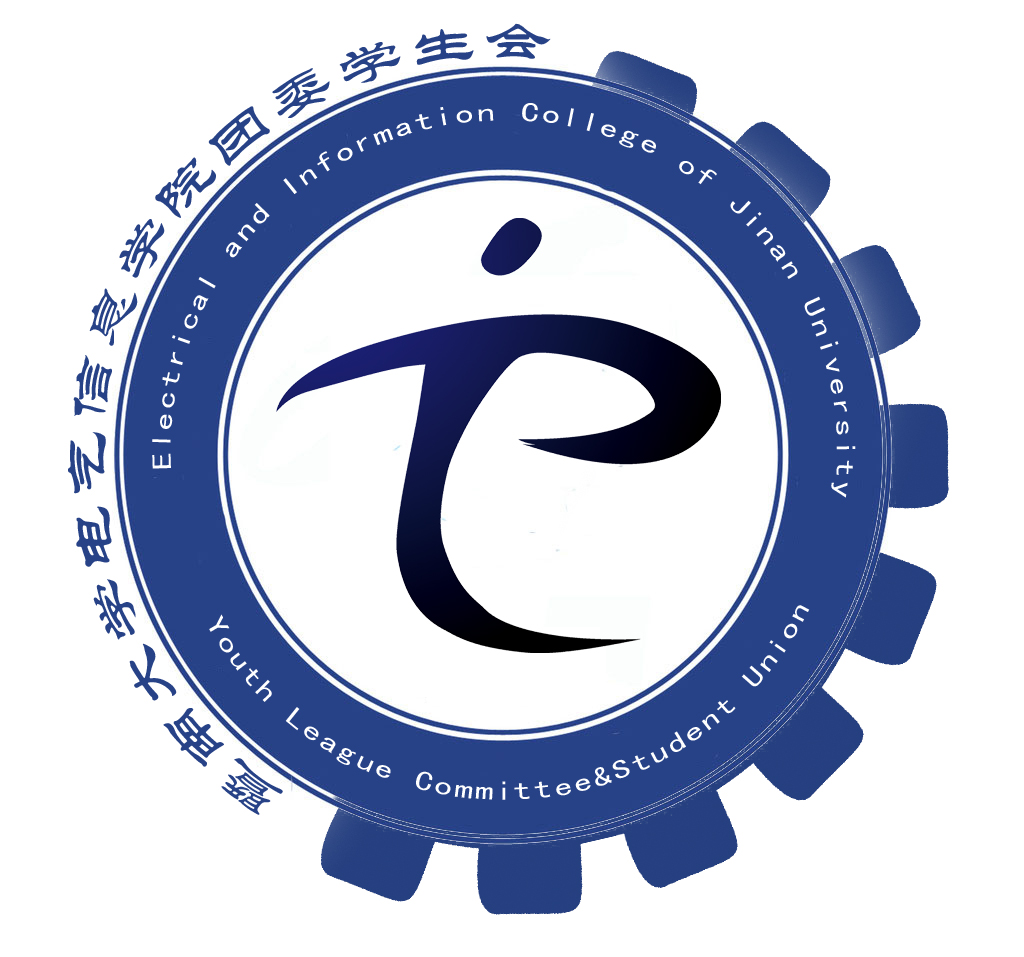 暨南大学电气信息学院团委学生会
Electrical and Information College of Jinan University
Youth League Committee&Student Union